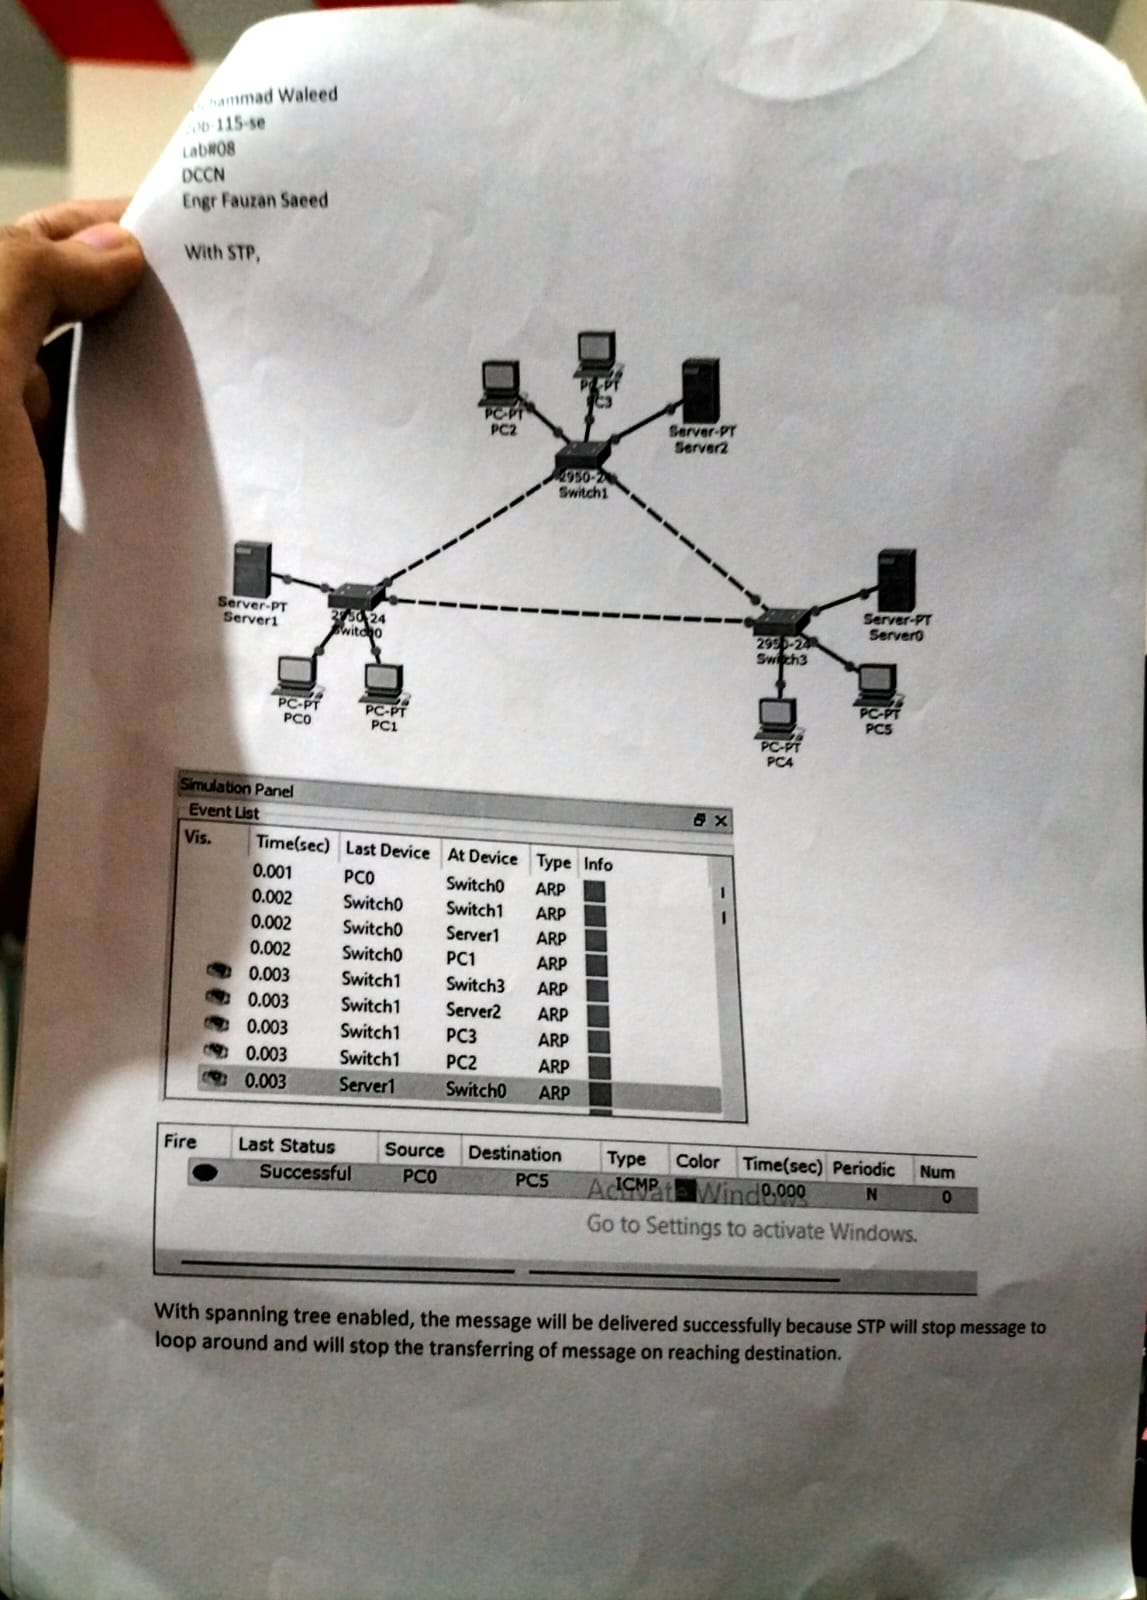 Waleed
115-se
Lab#08
DCCN
Engr Fauzan Saeed
With STP,
PC-PT
PC3
PC-PT
PC2
Server-PT
Server2
2950-24
Switch1
Server-PT
Server1
2950-24
Switch0
PC-PT
PC0
PC-PT
PC1
Server-PT
Server0
2950-24
Switch3
PC-PT
PC5
PC-PT
PC4
Simulation Panel
Event List
Vis. Time(sec) Last Device At Device Type Info
0.001 PC0 Switch0 ARP
0.002 Switch0 Switch1 ARP
0.002 Switch0 Server1 ARP
0.002 Switch0 PC1 ARP
0.003 Switch1 Switch3 ARP
0.003 Switch1 Server2 ARP
0.003 Switch1 PC3 ARP
0.003 Switch1 PC2 ARP
0.003 Server1 Switch0 ARP
Fire Last Status Source Destination Type Color Time(sec) Periodic Num
Successful PC0 PC5 ICMP 0.000 N 0
Activate Windows
Go to Settings to activate Windows.
With spanning tree enabled, the message will be delivered successfully because STP will stop message to
loop around and will stop the transferring of message on reaching destination.